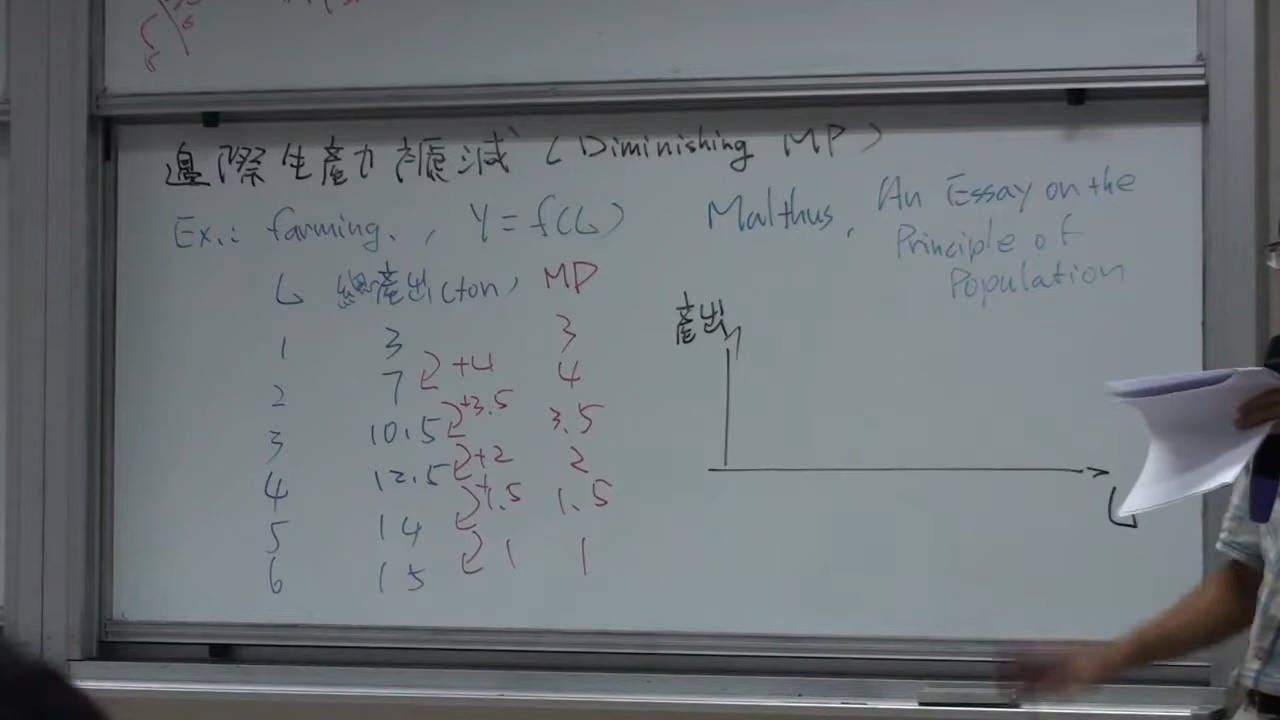 邊際生產力遞減 (Diminishing MP)
Ex.: farming. , Y = f(L)
L 總產出(ton) MP
1 3 3
+4
2 7 4
+3.5
3 10.5 3.5
+2
4 12.5 2
+1.5
5 14 1.5
1
6 15 1
Malthus, An Essay on the
Principle of
Population
產出
L